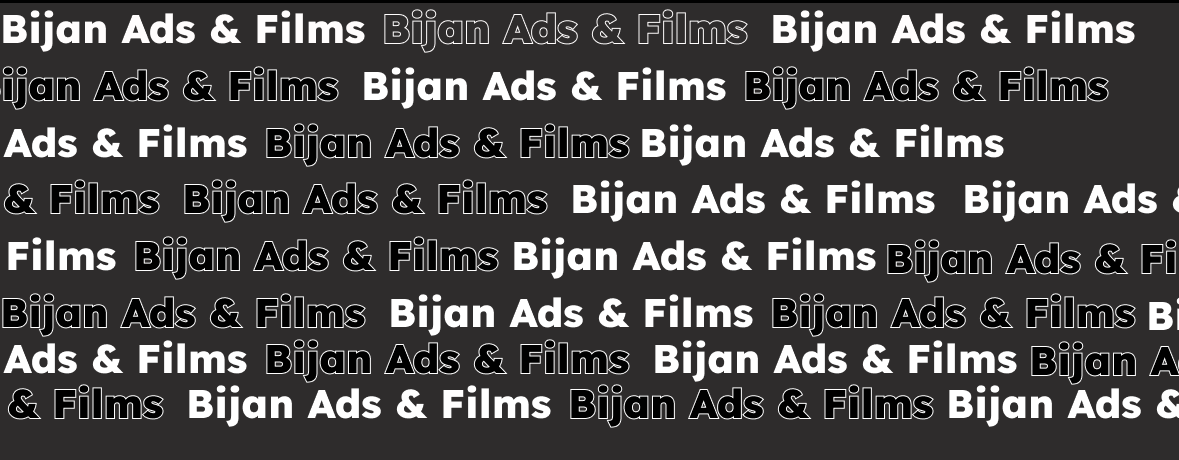 Bijan Ads & Films Bijan Ads & Films Bijan Ads & Films
ijan Ads & Films Bijan Ads & Films Bijan Ads & Films
Ads & Films Bijan Ads & Films Bijan Ads & Films
& Films Bijan Ads & Films Bijan Ads & Films Bijan Ads &
Films Bijan Ads & Films Bijan Ads & Films Bijan Ads & Fi
Bijan Ads & Films Bijan Ads & Films Bijan Ads & Films Bi
Ads & Films Bijan Ads & Films Bijan Ads & Films Bijan A
& Films Bijan Ads & Films Bijan Ads & Films Bijan Ads &